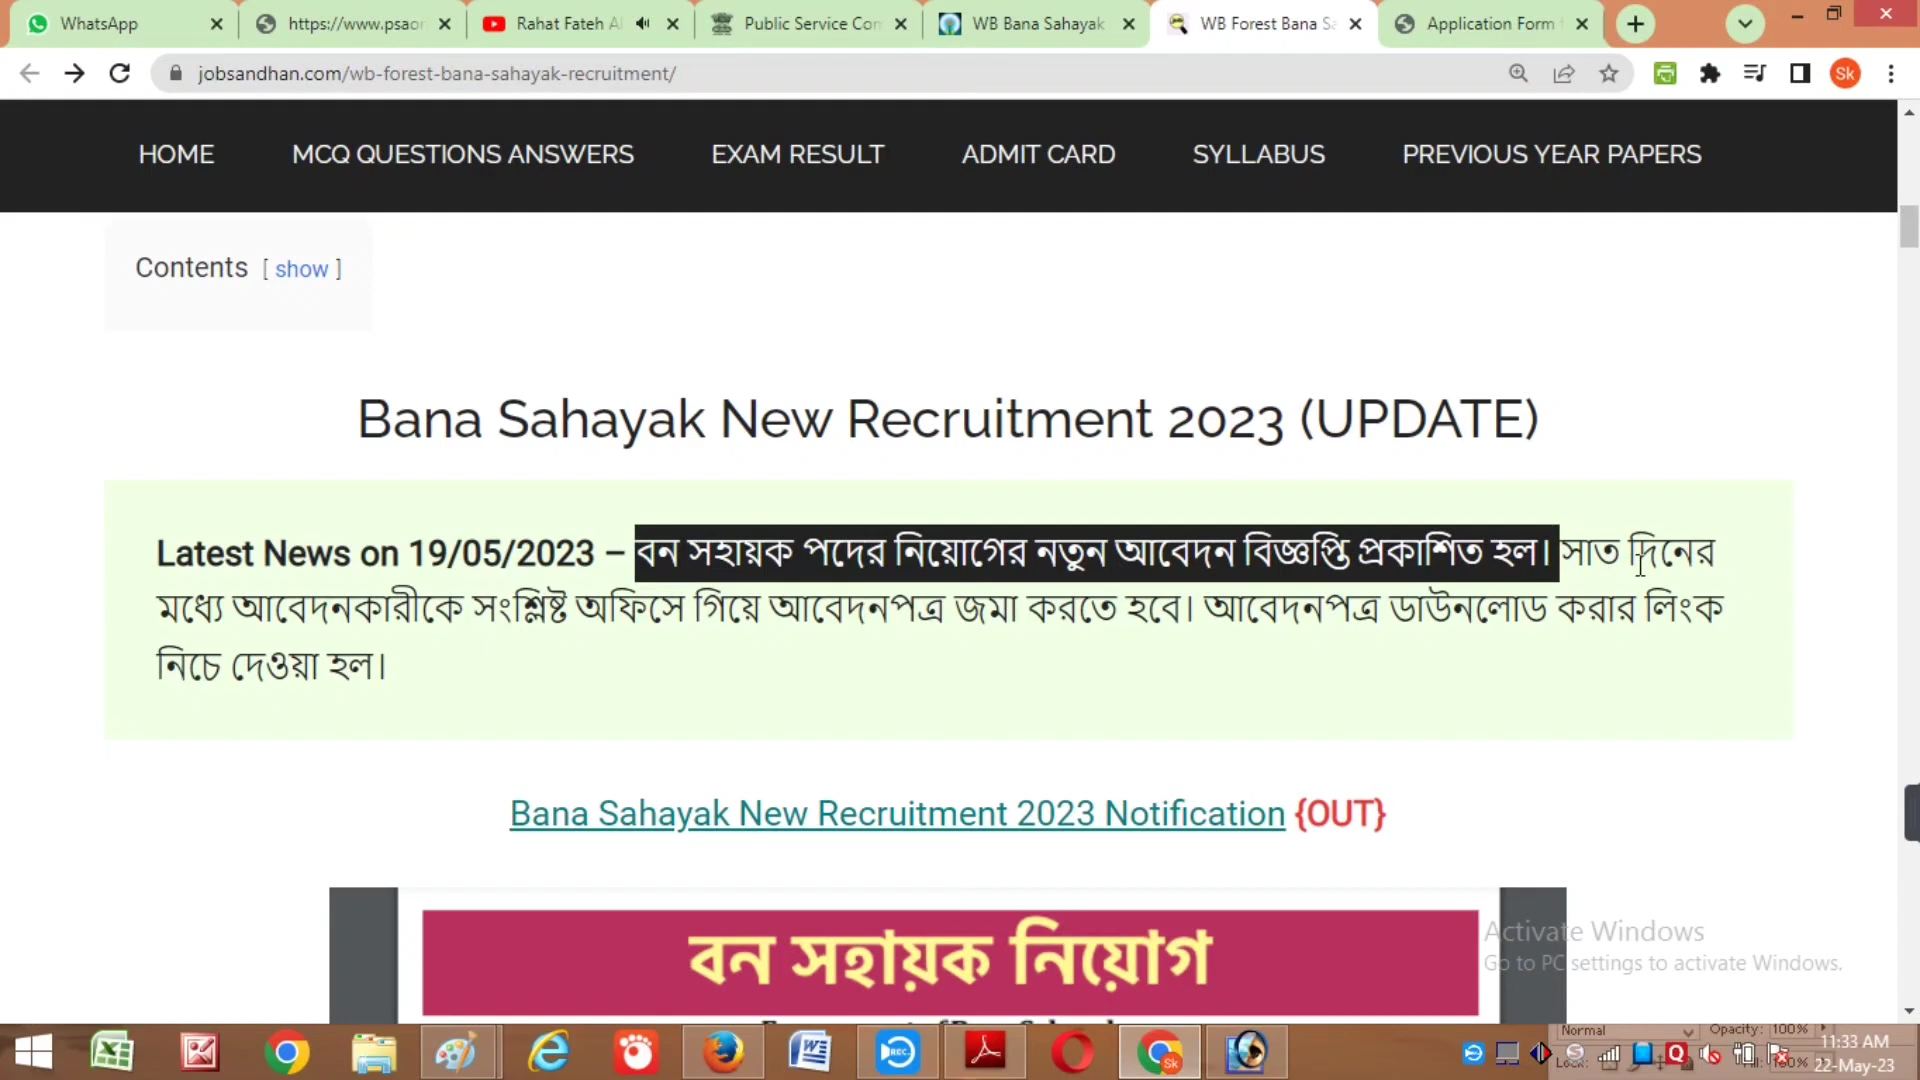 WhatsApp
https://www.psaor
Rahat Fateh Al
Public Service Con
WB Bana Sahayak
WB Forest Bana Sa
Application Form
jobsandhan.com/wb-forest-bana-sahayak-recruitment/
Sk
HOME MCQ QUESTIONS ANSWERS EXAM RESULT ADMIT CARD SYLLABUS PREVIOUS YEAR PAPERS
Contents [ show ]
Bana Sahayak New Recruitment 2023 (UPDATE)
Latest News on 19/05/2023 – বন সহায়ক পদের নিয়োগের নতুন আবেদন বিজ্ঞপ্তি প্রকাশিত হল। সাত দিনের
মধ্যে আবেদনকারীকে সংশ্লিষ্ট অফিসে গিয়ে আবেদনপত্র জমা করতে হবে। আবেদনপত্র ডাউনলোড করার লিংক
নিচে দেওয়া হল।
Bana Sahayak New Recruitment 2023 Notification {OUT}
বন সহায়ক নিয়োগ
Activate Windows
Go to PC settings to activate Windows.
REC
Sk
Normal Opacity: 100%
11:33 AM
22-May-23